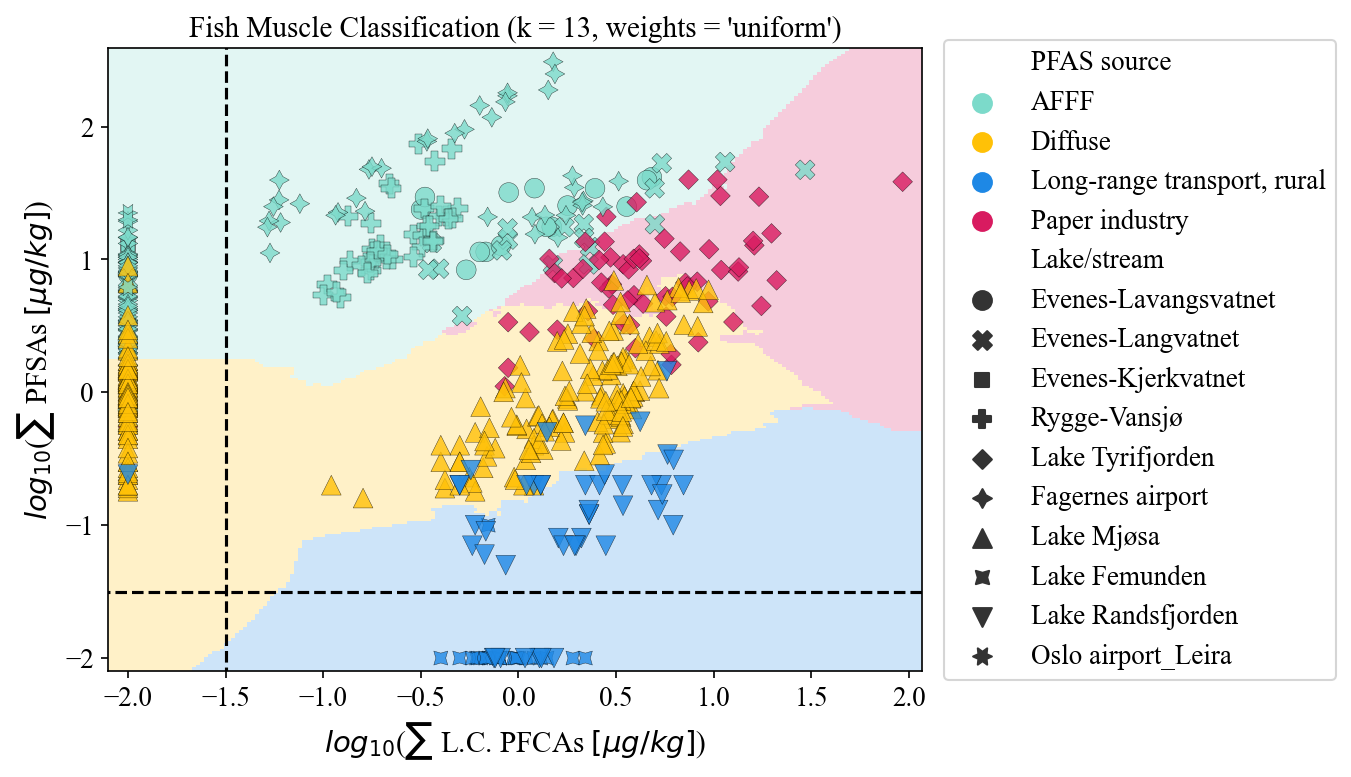 Fish Muscle Classification (k = 13, weights = 'uniform')
2
1
0
−1
−2
log10(∑ PFSAs [μg/kg])
−2.0 −1.5 −1.0 −0.5 0.0 0.5 1.0 1.5 2.0
log10(∑ L.C. PFCAs [μg/kg])
PFAS source
AFFF
Diffuse
Long-range transport, rural
Paper industry
Lake/stream
Evenes-Lavangsvatnet
Evenes-Langvatnet
Evenes-Kjerkvatnet
Rygge-Vansjø
Lake Tyrifjorden
Fagernes airport
Lake Mjøsa
Lake Femunden
Lake Randsfjorden
Oslo airport_Leira